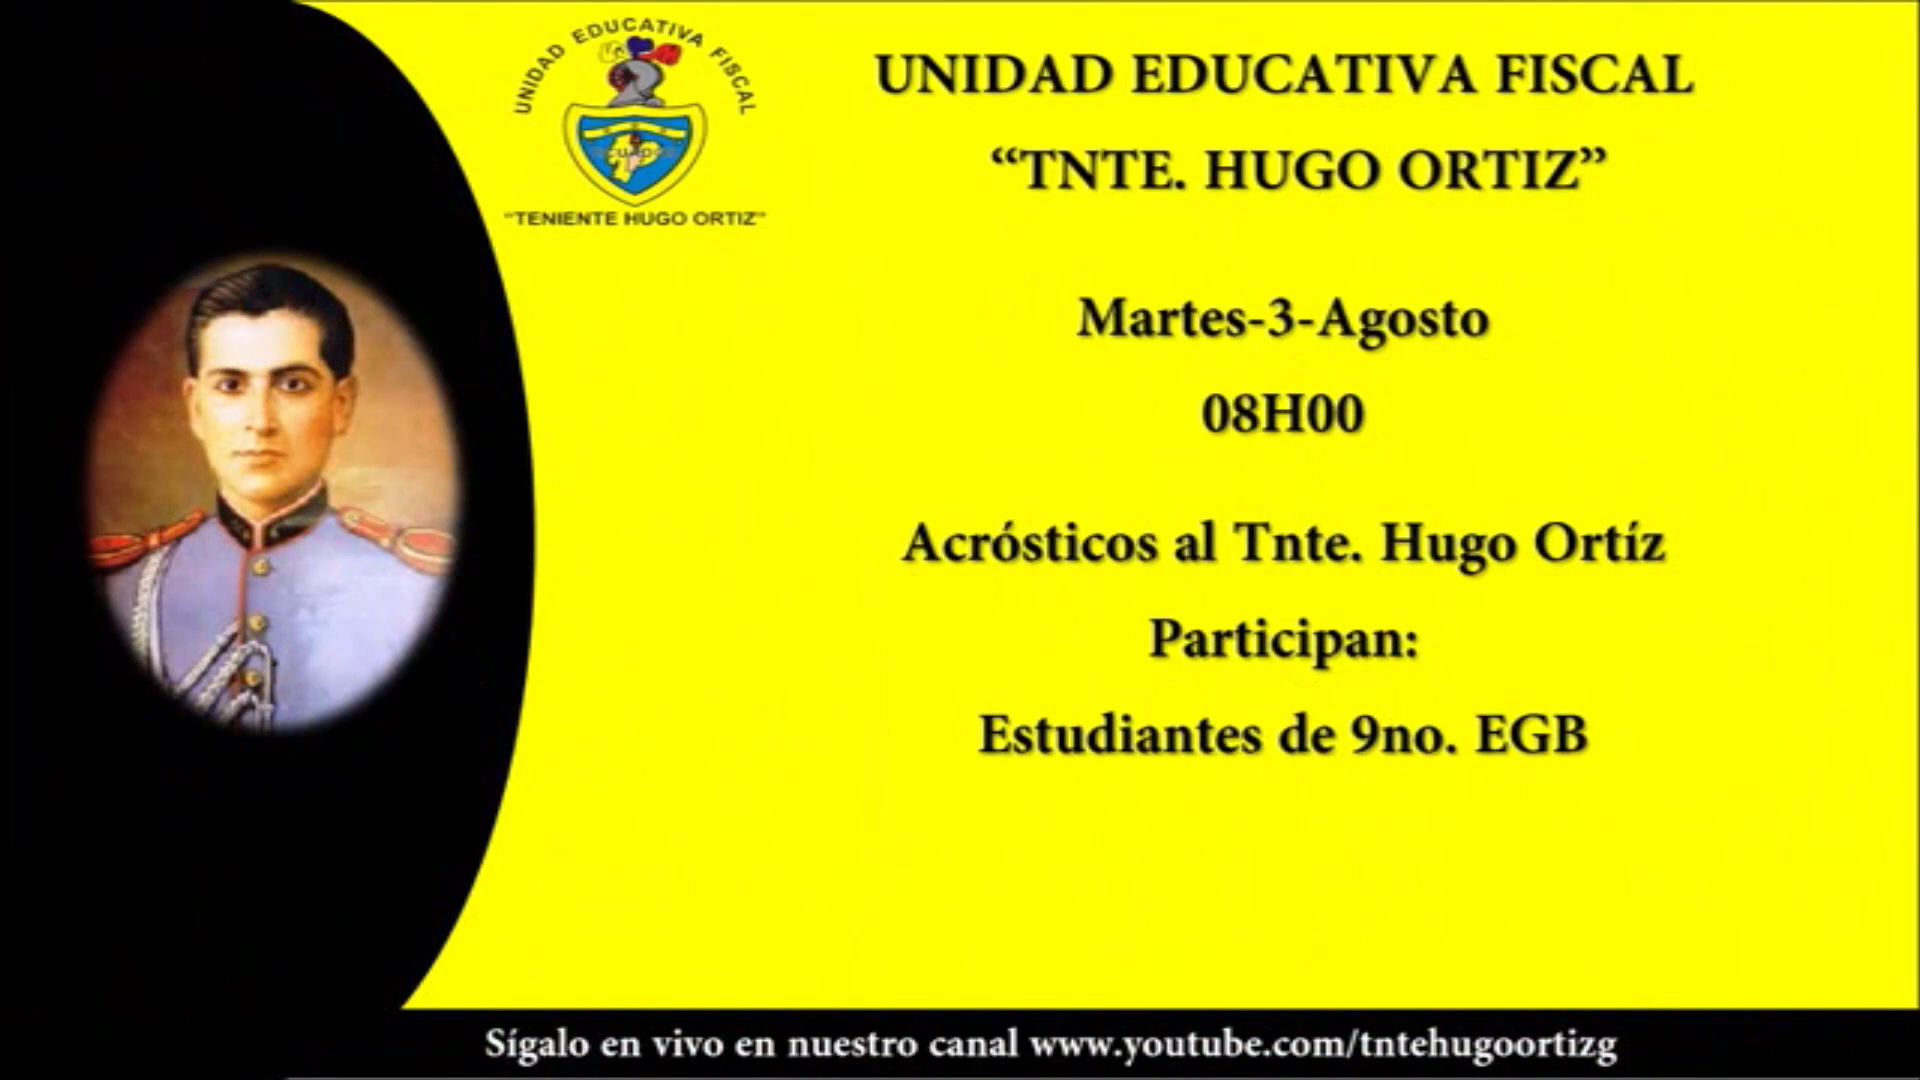 UNIDAD EDUCATIVA FISCAL
ECUADOR
"TENIENTE HUGO ORTIZ"
UNIDAD EDUCATIVA FISCAL
“TNTE. HUGO ORTIZ”
Martes-3-Agosto
08H00
Acrósticos al Tnte. Hugo Ortíz
Participan:
Estudiantes de 9no. EGB
Sígalo en vivo en nuestro canal www.youtube.com/tntehugoortizg